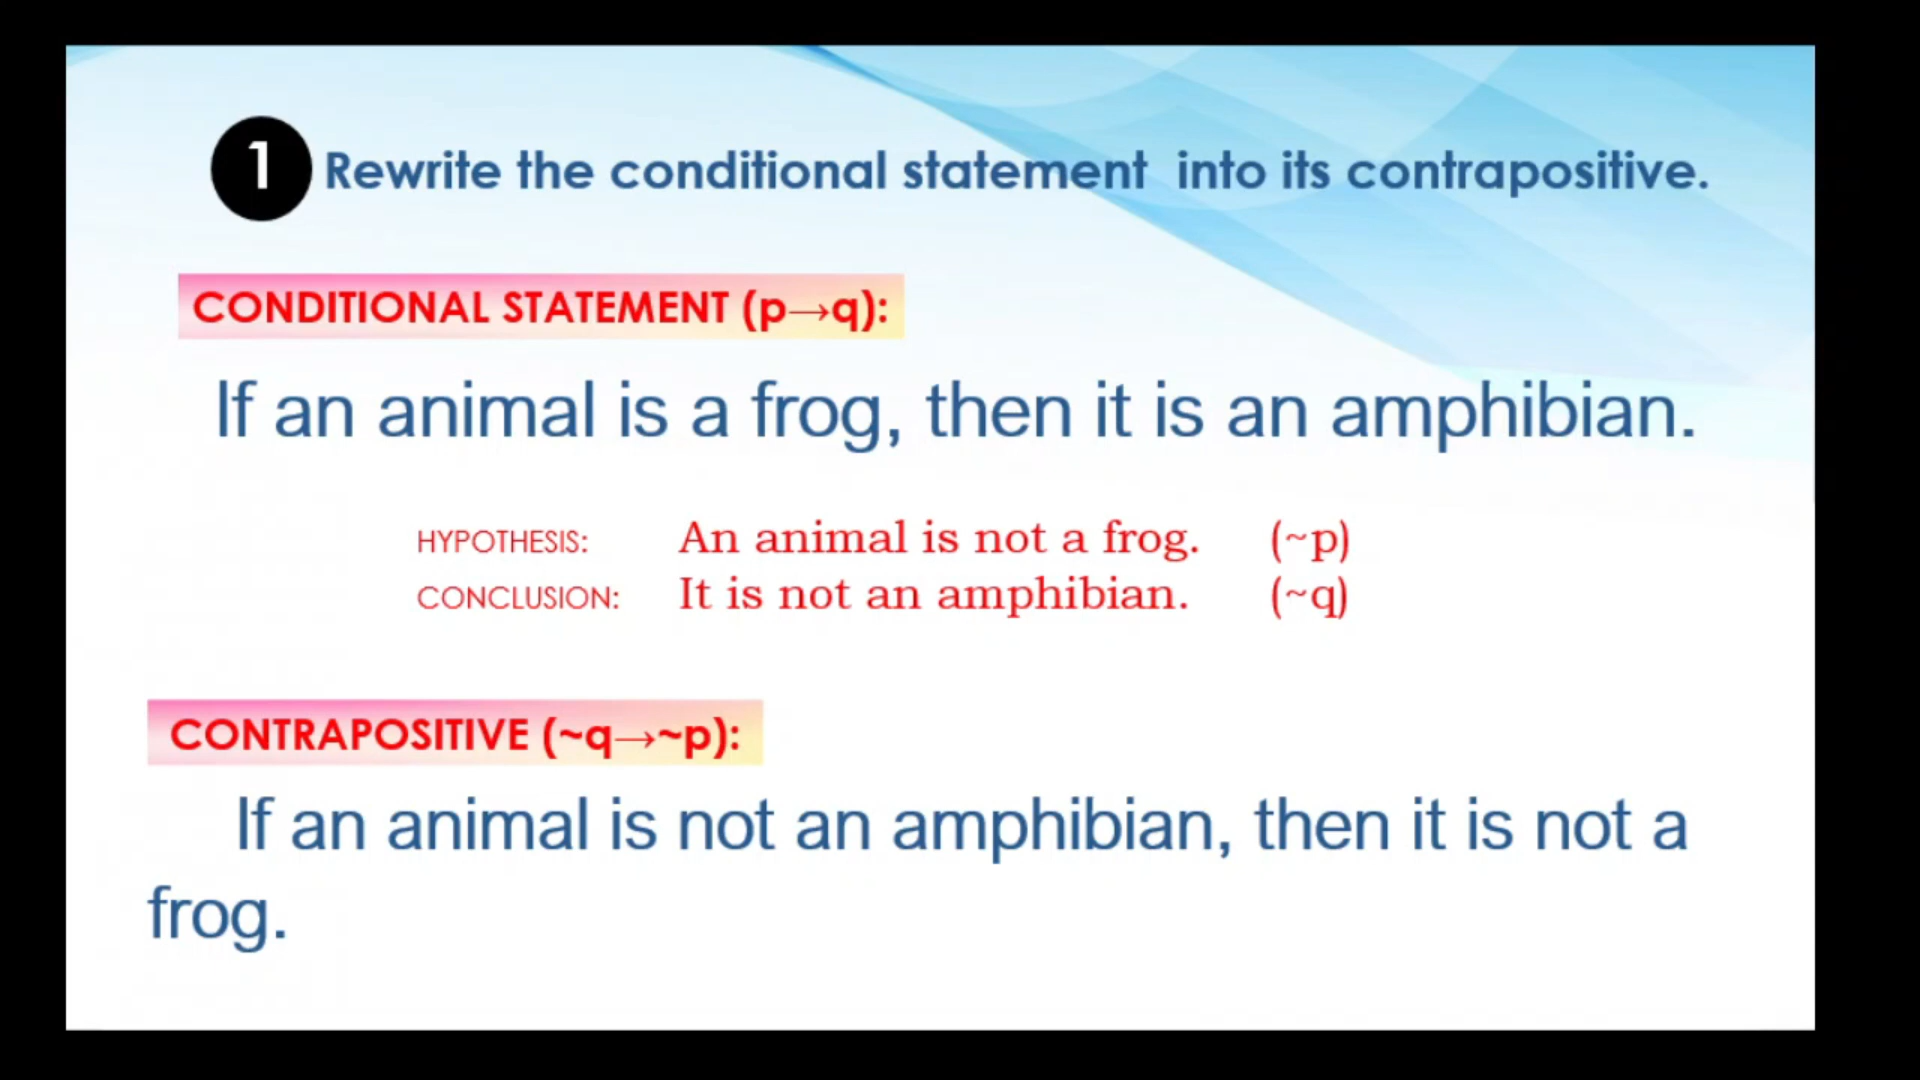 1 Rewrite the conditional statement into its contrapositive.
CONDITIONAL STATEMENT (p→q):
If an animal is a frog, then it is an amphibian.
HYPOTHESIS: An animal is not a frog. (~p)
CONCLUSION: It is not an amphibian. (~q)
CONTRAPOSITIVE (~q→~p):
If an animal is not an amphibian, then it is not a
frog.